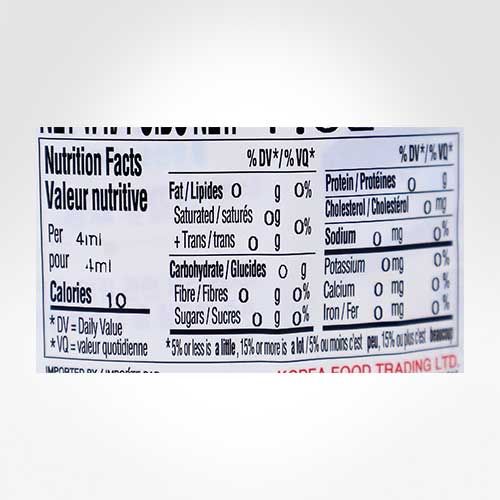 Nutrition Facts
Valeur nutritive
Per 4ml
pour 4ml
Calories 10
* DV = Daily Value
* VQ = valeur quotidienne
% DV* / % VQ*
Fat / Lipides 0 g 0%
Saturated / saturés 0g
+ Trans / trans 0 g 0%
Carbohydrate / Glucides 0 g
Fibre / Fibres 0 g 0%
Sugars / Sucres 0 g 0%
% DV* / % VQ*
Protein / Protéines 0 g
Cholesterol / Cholestérol 0 mg
Sodium 0 mg 0%
Potassium 0mg 0%
Calcium 0 mg 0%
Iron / Fer 0 mg 0%
* 5% or less is a little, 15% or more is a lot / 5% ou moins c'est peu, 15% ou plus c'est beaucoup
KOREA FOOD TRADING LTD.